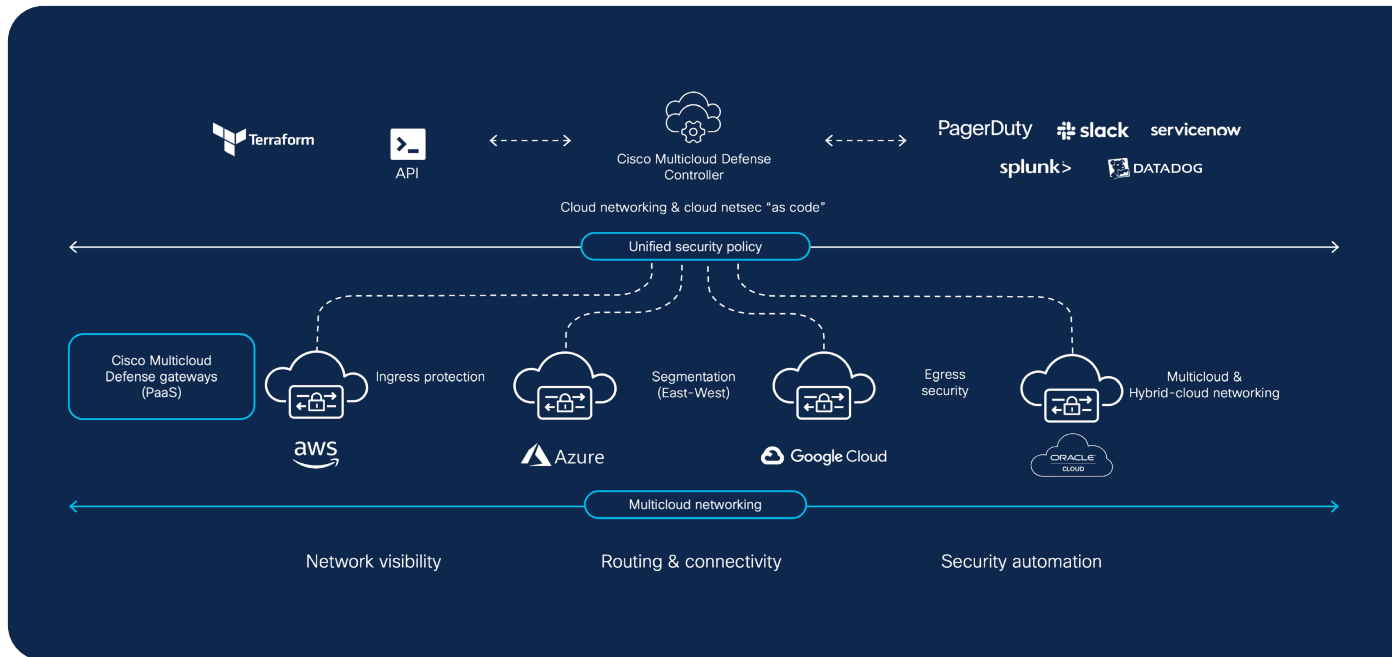 Terraform
API
Cisco Multicloud Defense
Controller
PagerDuty
slack
servicenow
splunk>
DATADOG
Cloud networking & cloud netsec “as code”
Unified security policy
Cisco Multicloud
Defense gateways
(PaaS)
Ingress protection
Segmentation
(East-West)
Egress
security
Multicloud &
Hybrid-cloud networking
aws
Azure
Google Cloud
ORACLE
CLOUD
Multicloud networking
Network visibility
Routing & connectivity
Security automation